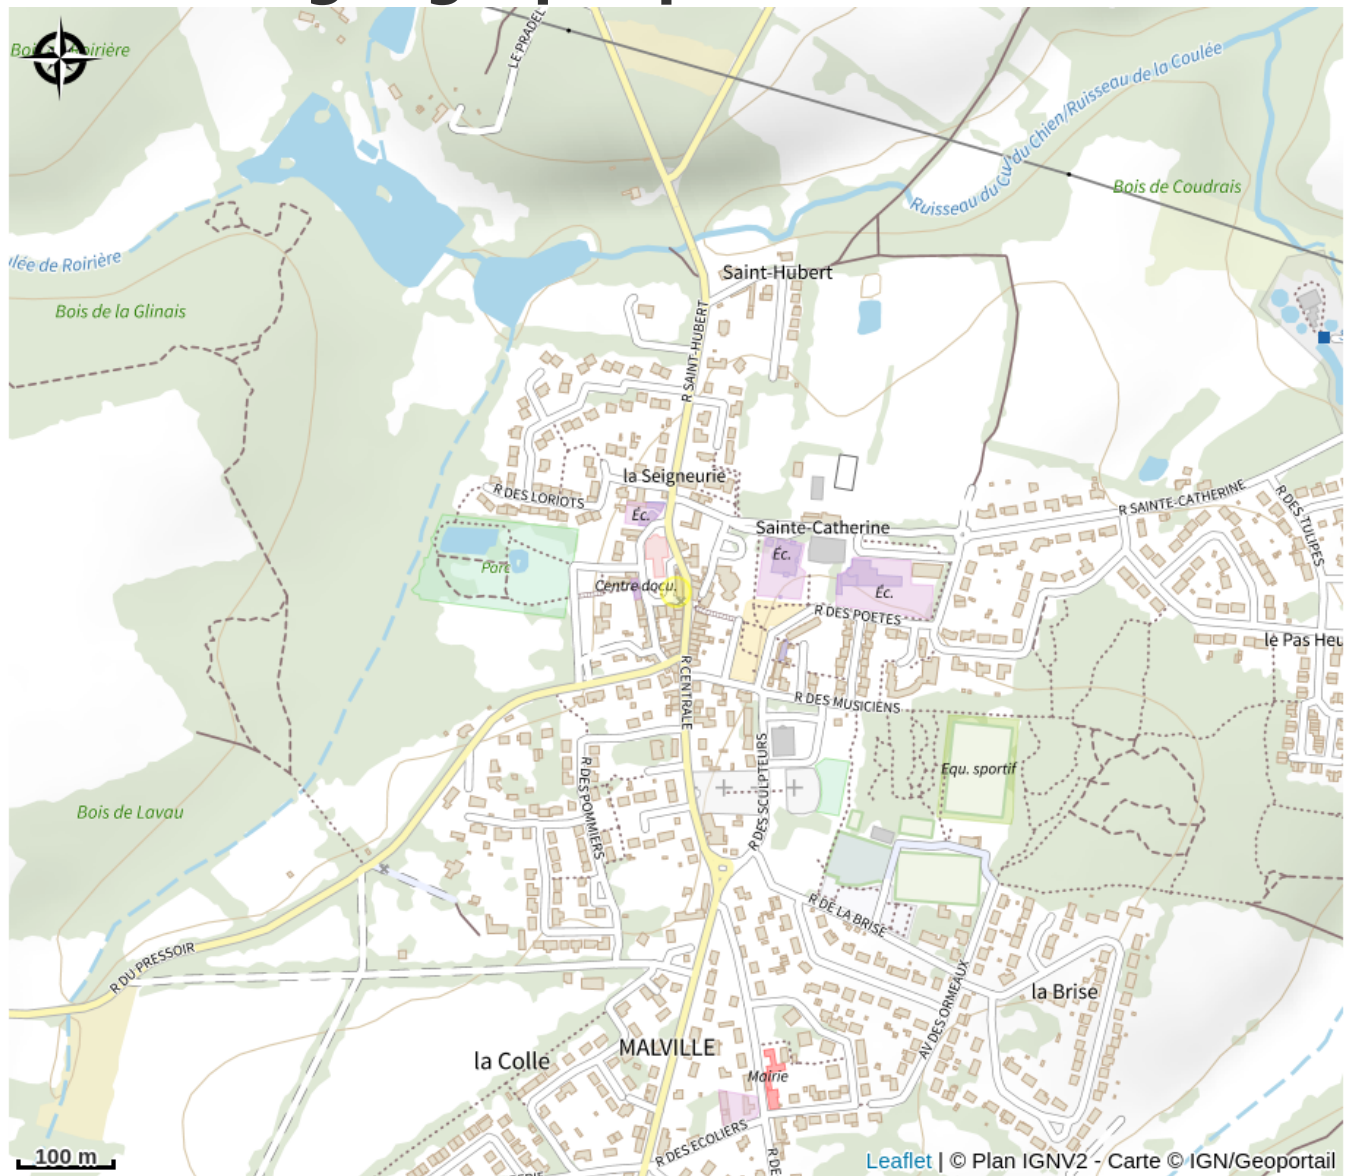 LE PRADEL
Ruisseau du Cul du Chien/Ruisseau de la Coulée
Bois de Coudrais
Bois de la Glinais
Saint-Hubert
R SAINT-HUBERT
la Seigneurie
R DES LORIOTS
R SAINTE-CATHERINE
R DES TULIPES
Éc.
Sainte-Catherine
Éc.
Parc
Centre docu.
Éc.
R DES POETES
le Pas Heu
R CENTRALE
R DES MUSICIENS
Equ. sportif
R DES SCULPTEURS
R DES POMMIERS
Bois de Lavau
R DE LA BRISE
R DU PRESSOIR
la Brise
AV DES ORMEAUX
MALVILLE
la Colle
Mairie
R DES ECOLIERS
R DE
100 m
Leaflet | © Plan IGNV2 - Carte © IGN/Geoportail